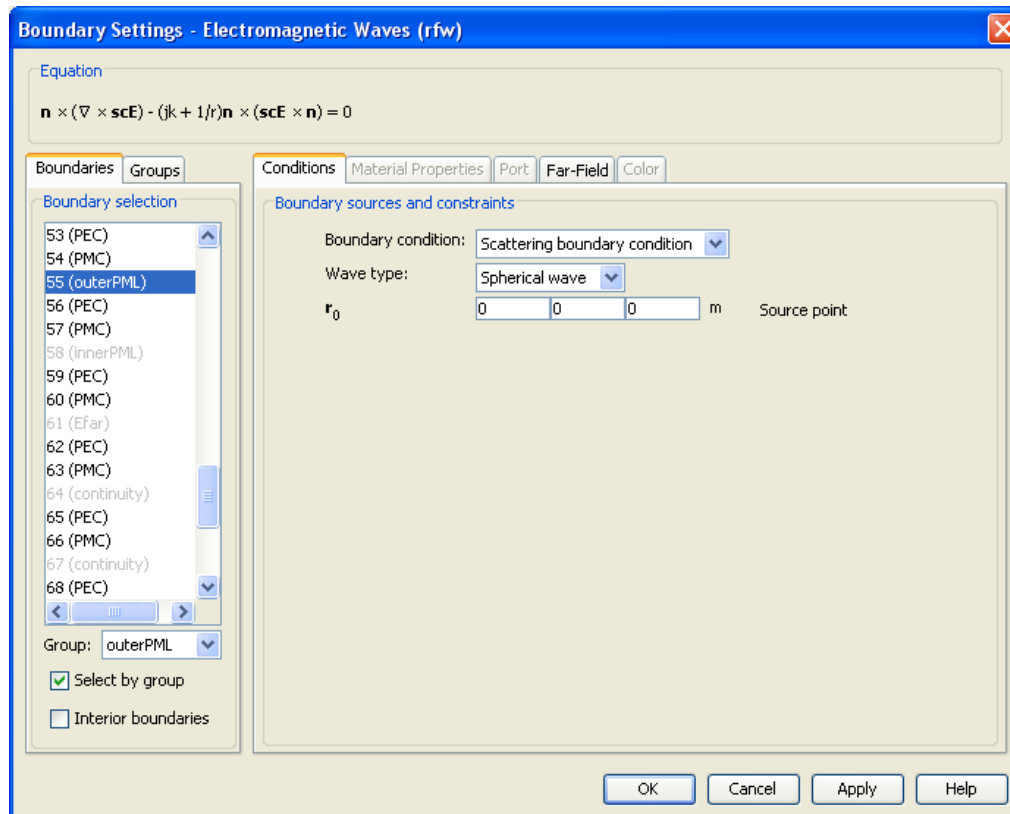 Boundary Settings - Electromagnetic Waves (rfw)
Equation
n × (∇ × scE) - (jk + 1/r)n × (scE × n) = 0
Boundaries Groups
Boundary selection
53 (PEC)
54 (PMC)
55 (outerPML)
56 (PEC)
57 (PMC)
58 (innerPML)
59 (PEC)
60 (PMC)
61 (Efar)
62 (PEC)
63 (PMC)
64 (continuity)
65 (PEC)
66 (PMC)
67 (continuity)
68 (PEC)
Group: outerPML
Select by group
Interior boundaries
Conditions Material Properties Port Far-Field Color
Boundary sources and constraints
Boundary condition: Scattering boundary condition
Wave type: Spherical wave
r0 0 0 0 m Source point
OK Cancel Apply Help